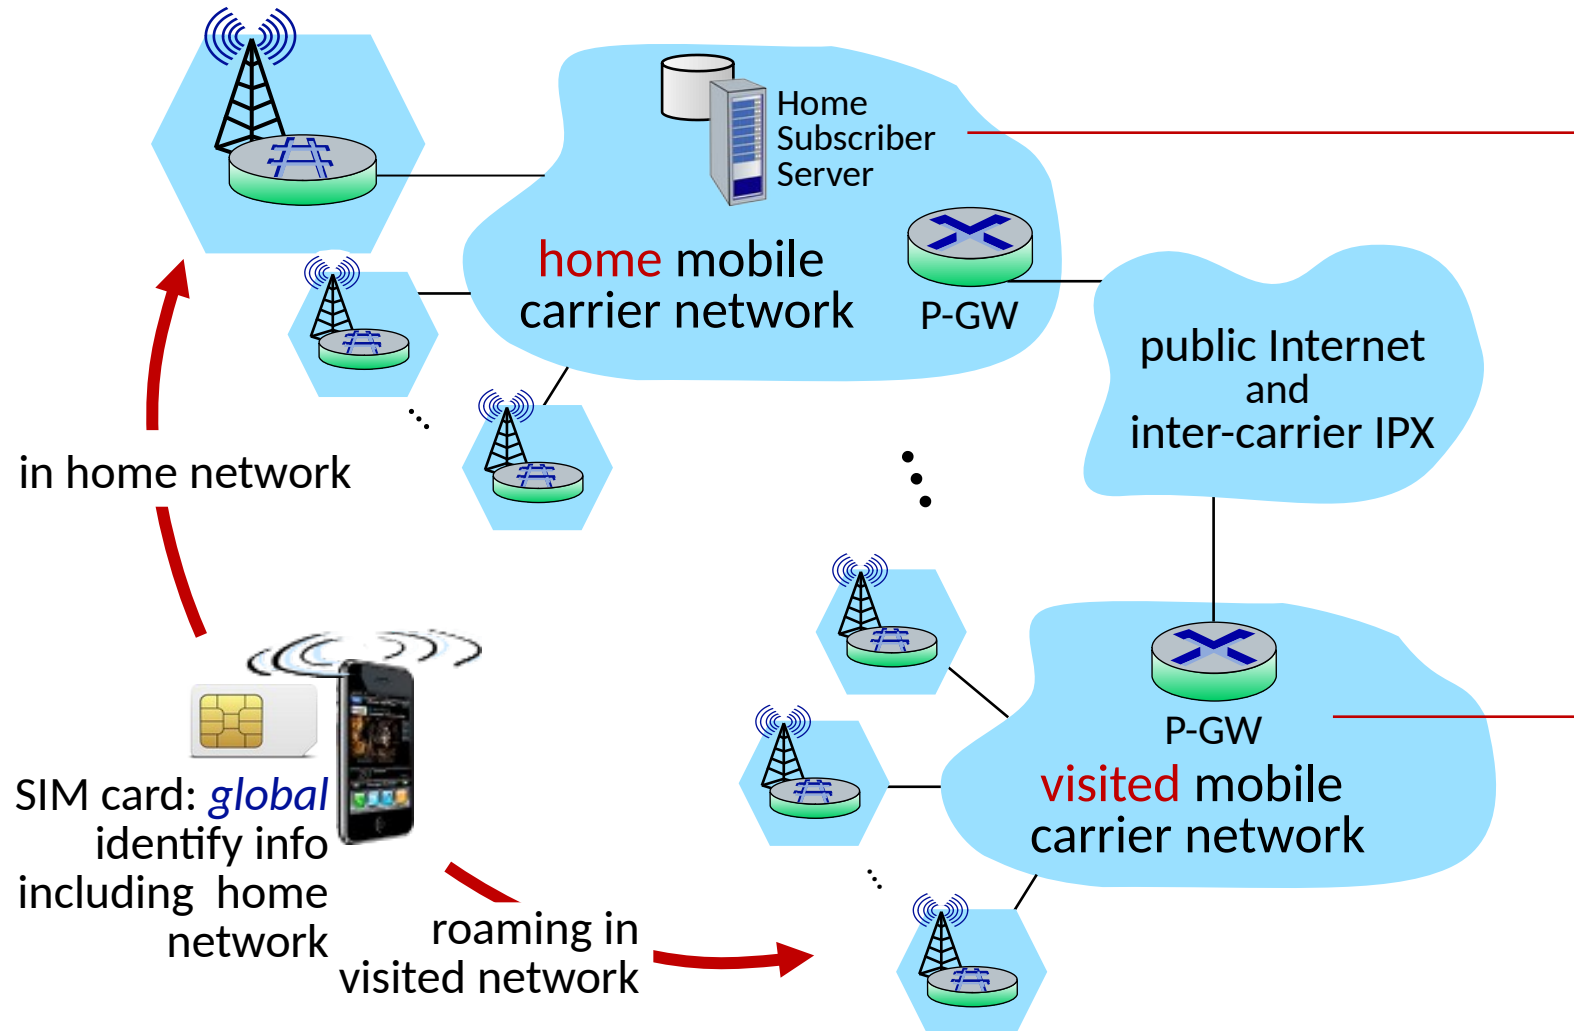 Home
Subscriber
Server
home mobile
carrier network
P-GW
public Internet
and
inter-carrier IPX
in home network
P-GW
visited mobile
carrier network
SIM card: global
identify info
including home
network
roaming in
visited network